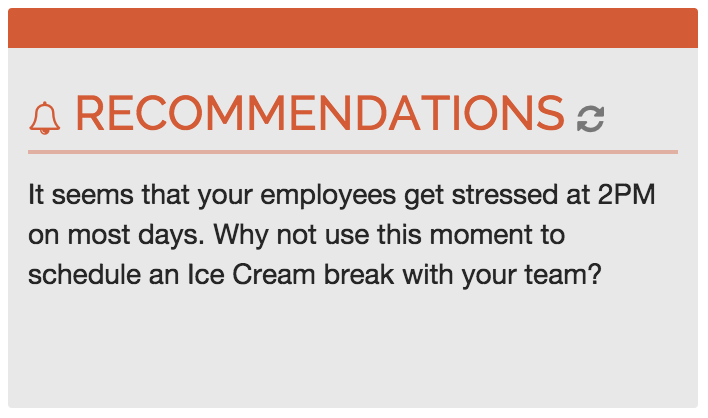 RECOMMENDATIONS
It seems that your employees get stressed at 2PM
on most days. Why not use this moment to
schedule an Ice Cream break with your team?